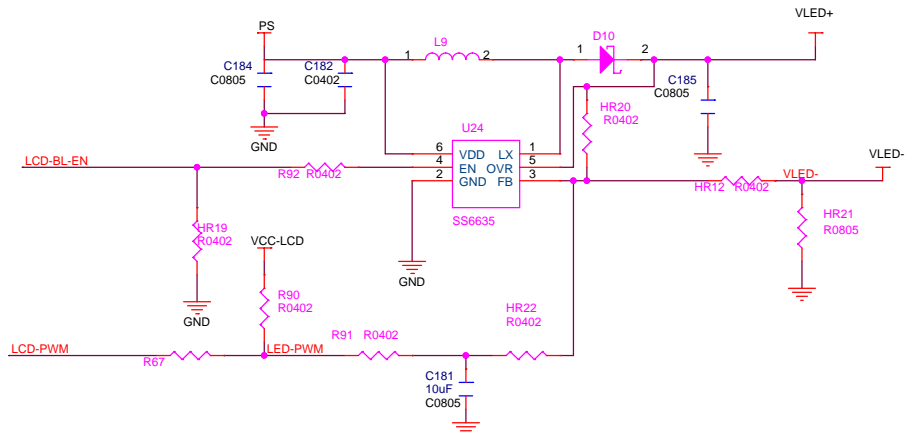 PS
VLED+
L9
D10
1
2
1
2
C184
C0805
C182
C0402
C185
C0805
HR20
R0402
GND
U24
VLED-
LCD-BL-EN
6
VDD
LX
1
R92
R0402
4
EN
OVR
5
2
GND
FB
3
HR12
R0402
VLED-
SS6635
HR19
R0402
HR21
R0805
VCC-LCD
GND
R90
R0402
GND
HR22
R0402
LCD-PWM
R67
LED-PWM
R91
R0402
C181
10uF
C0805